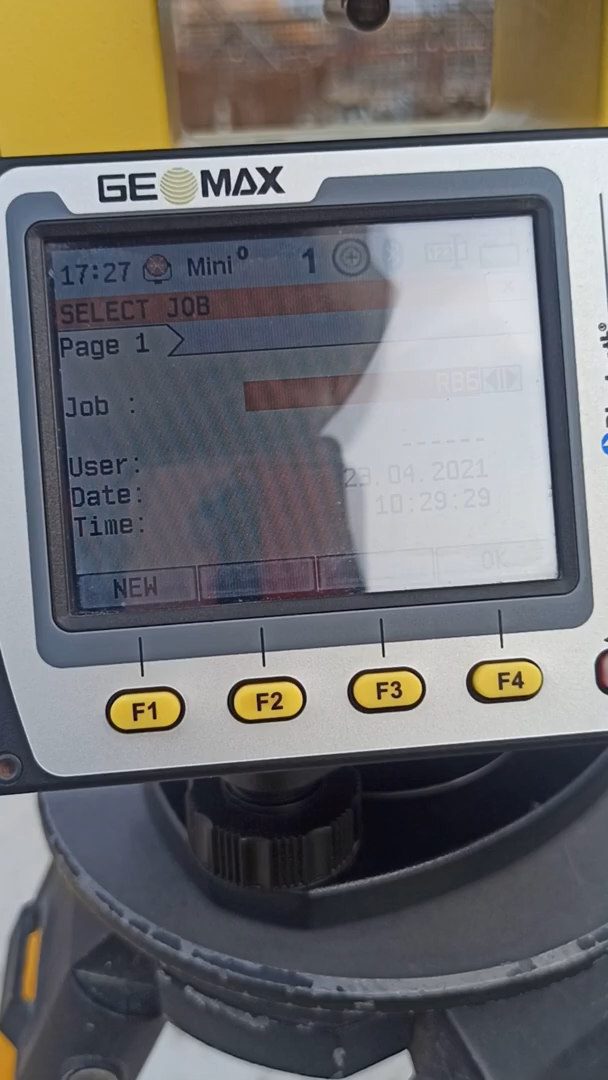 GEOMAX
17:27 Mini° 1
SELECT JOB
Page 1
Job :
User: ------
Date: 23.04.2021
Time: 10:29:29
NEW OK
F1 F2 F3 F4